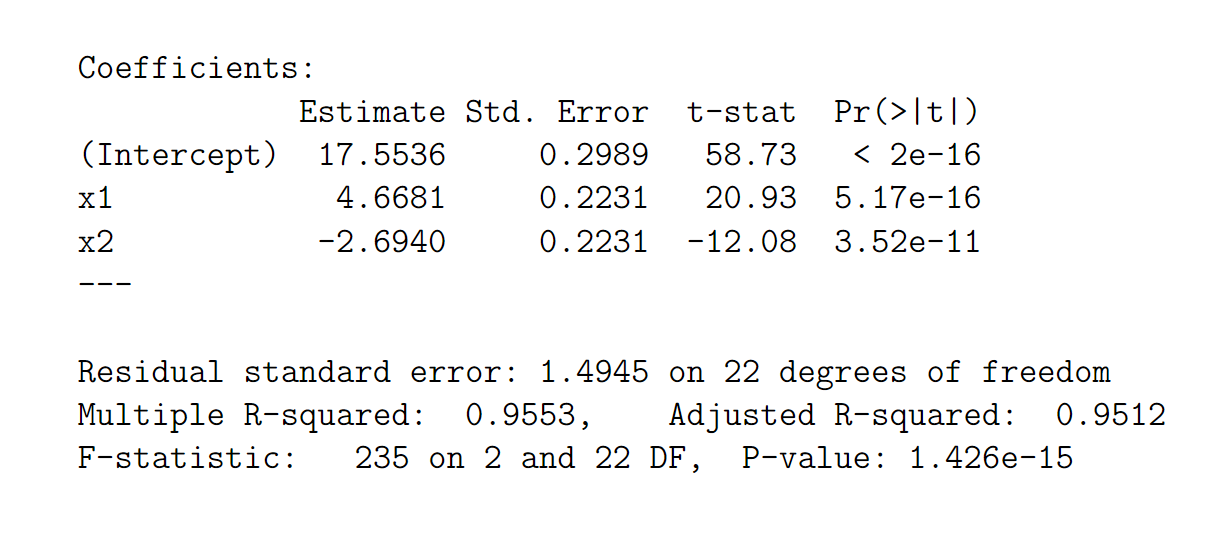 Coefficients:
Estimate Std. Error t-stat Pr(>|t|)
(Intercept) 17.5536 0.2989 58.73 < 2e-16
x1 4.6681 0.2231 20.93 5.17e-16
x2 -2.6940 0.2231 -12.08 3.52e-11
---
Residual standard error: 1.4945 on 22 degrees of freedom
Multiple R-squared: 0.9553, Adjusted R-squared: 0.9512
F-statistic: 235 on 2 and 22 DF, P-value: 1.426e-15